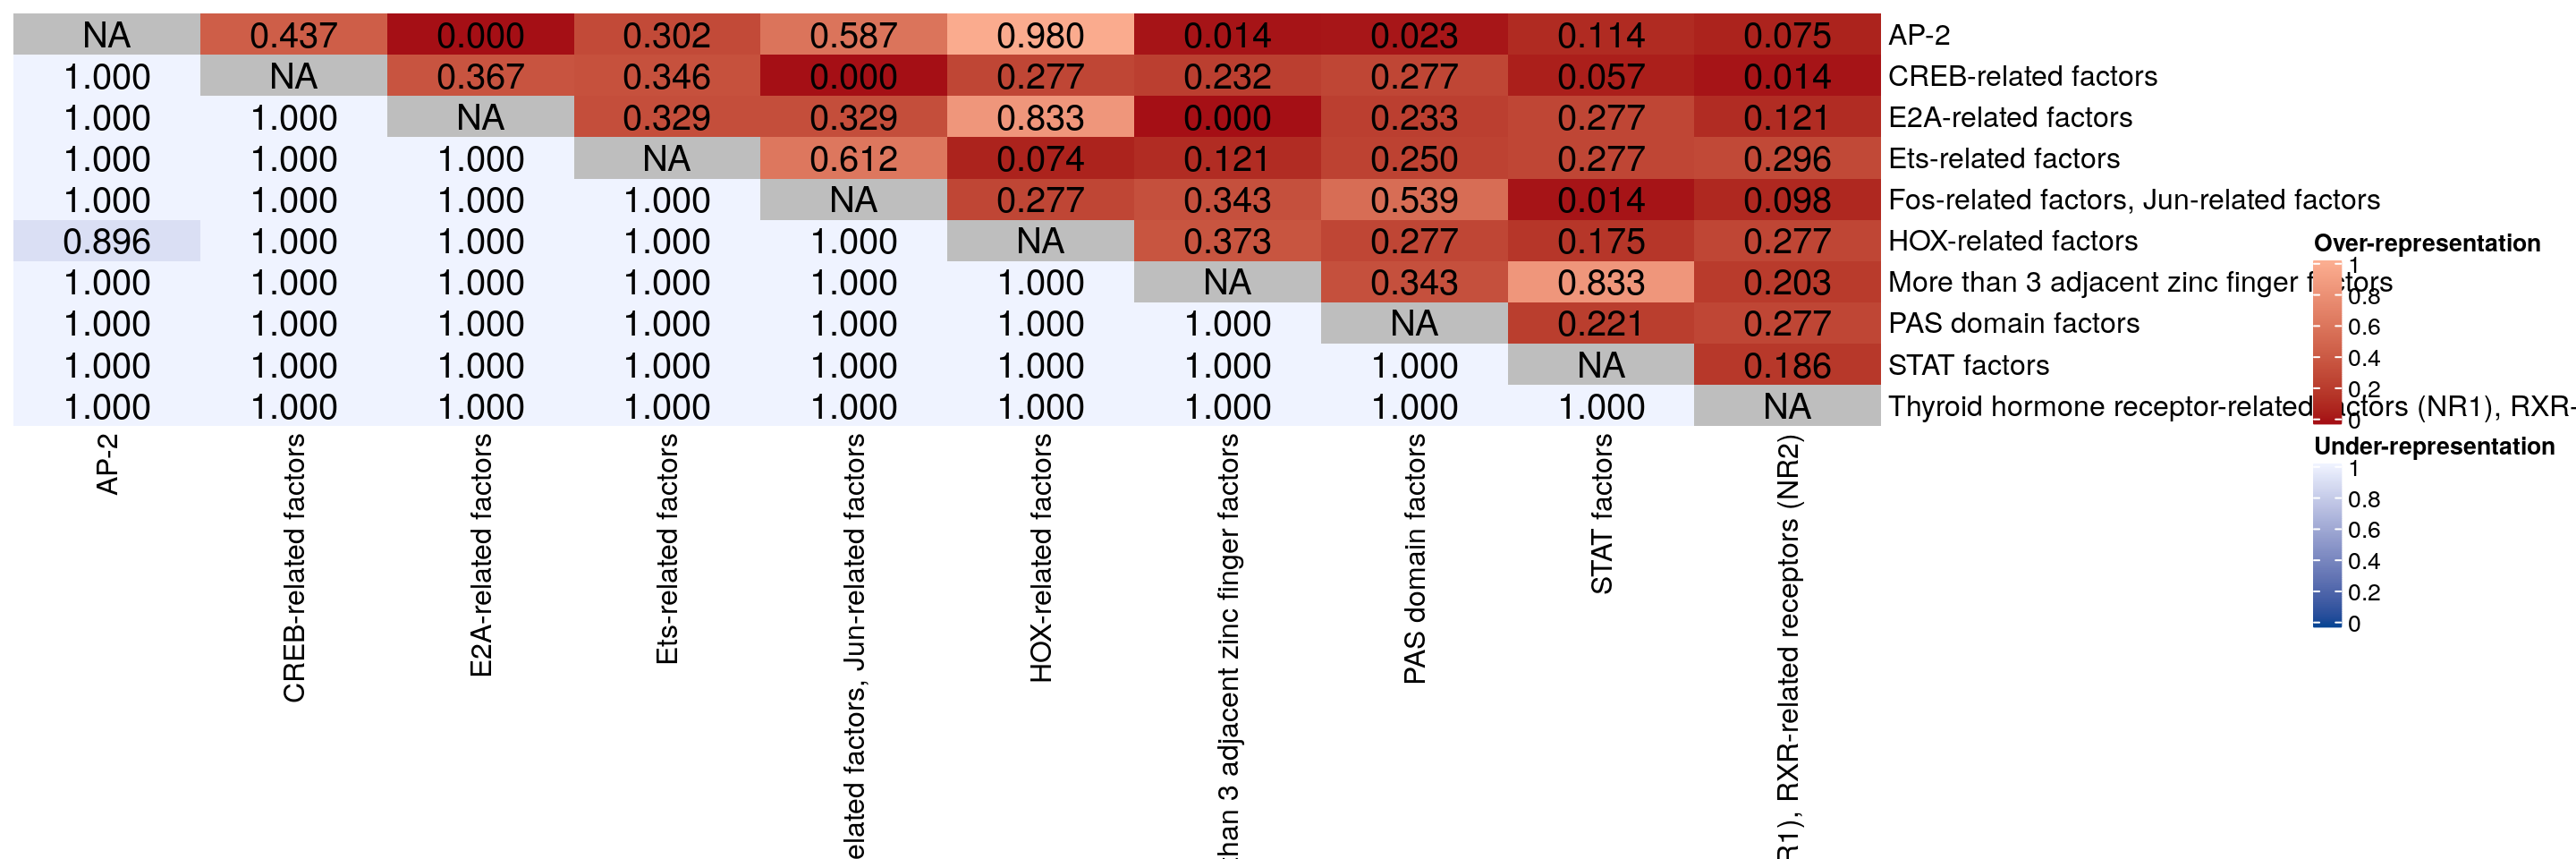 NA 0.437 0.000 0.302 0.587 0.980 0.014 0.023 0.114 0.075 AP-2
1.000 NA 0.367 0.346 0.000 0.277 0.232 0.277 0.057 0.014 CREB-related factors
1.000 1.000 NA 0.329 0.329 0.833 0.000 0.233 0.277 0.121 E2A-related factors
1.000 1.000 1.000 NA 0.612 0.074 0.121 0.250 0.277 0.296 Ets-related factors
1.000 1.000 1.000 1.000 NA 0.277 0.343 0.539 0.014 0.098 Fos-related factors, Jun-related factors
0.896 1.000 1.000 1.000 1.000 NA 0.373 0.277 0.175 0.277 HOX-related factors
1.000 1.000 1.000 1.000 1.000 1.000 NA 0.343 0.833 0.203 More than 3 adjacent zinc finger factors
1.000 1.000 1.000 1.000 1.000 1.000 1.000 NA 0.221 0.277 PAS domain factors
1.000 1.000 1.000 1.000 1.000 1.000 1.000 1.000 NA 0.186 STAT factors
1.000 1.000 1.000 1.000 1.000 1.000 1.000 1.000 1.000 NA Thyroid hormone receptor-related factors (NR1), RXR-
AP-2
CREB-related factors
E2A-related factors
Ets-related factors
elated factors, Jun-related factors
HOX-related factors
than 3 adjacent zinc finger factors
PAS domain factors
STAT factors
R1), RXR-related receptors (NR2)
Over-representation
1
0.8
0.6
0.4
0.2
0
Under-representation
1
0.8
0.6
0.4
0.2
0